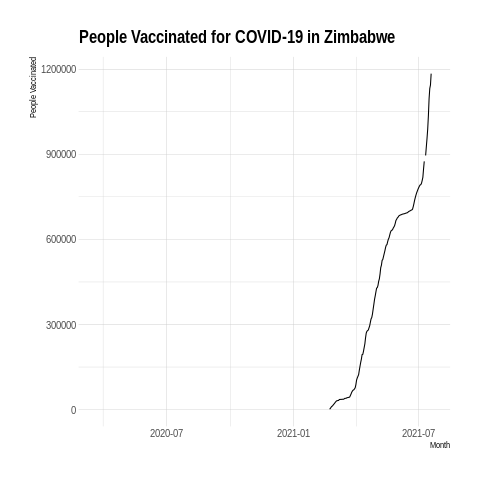 People Vaccinated for COVID-19 in Zimbabwe
People Vaccinated
1200000
900000
600000
300000
0
2020-07
2021-01
2021-07
Month